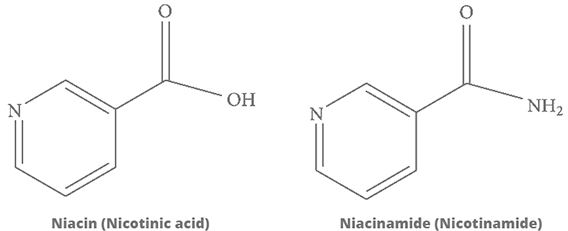 O
O
N
OH
N
NH₂
Niacin (Nicotinic acid)
Niacinamide (Nicotinamide)